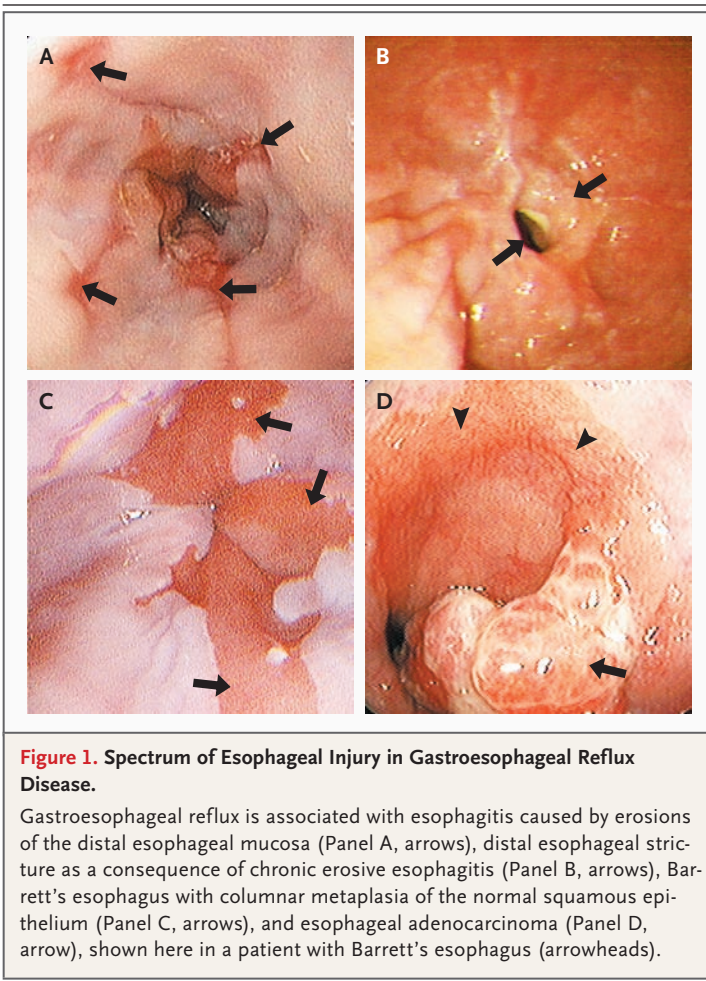 A
B
C
D
Figure 1. Spectrum of Esophageal Injury in Gastroesophageal Reflux
Disease.
Gastroesophageal reflux is associated with esophagitis caused by erosions
of the distal esophageal mucosa (Panel A, arrows), distal esophageal stric-
ture as a consequence of chronic erosive esophagitis (Panel B, arrows), Bar-
rett's esophagus with columnar metaplasia of the normal squamous epi-
thelium (Panel C, arrows), and esophageal adenocarcinoma (Panel D,
arrow), shown here in a patient with Barrett's esophagus (arrowheads).